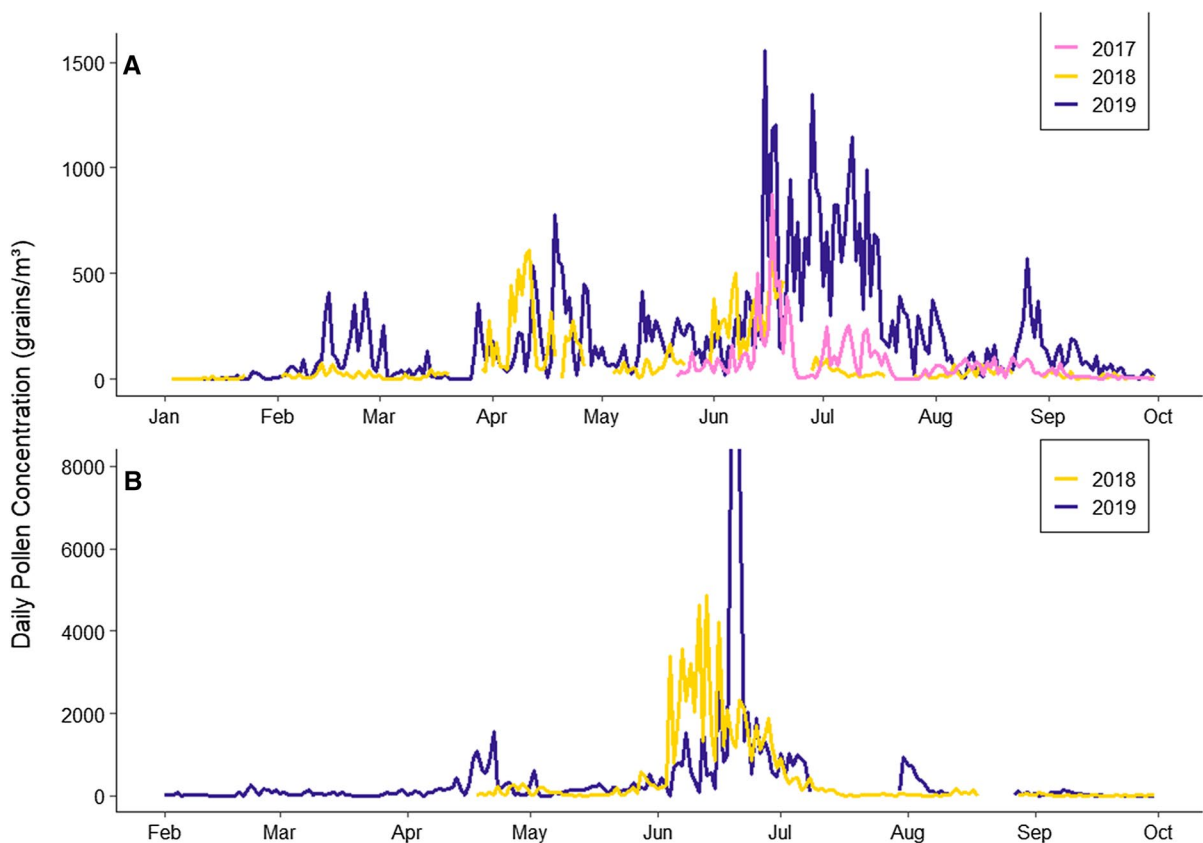 Daily Pollen Concentration (grains/m³)
A
2017
2018
2019
1500
1000
500
0
Jan Feb Mar Apr May Jun Jul Aug Sep Oct
B
2018
2019
8000
6000
4000
2000
0
Feb Mar Apr May Jun Jul Aug Sep Oct